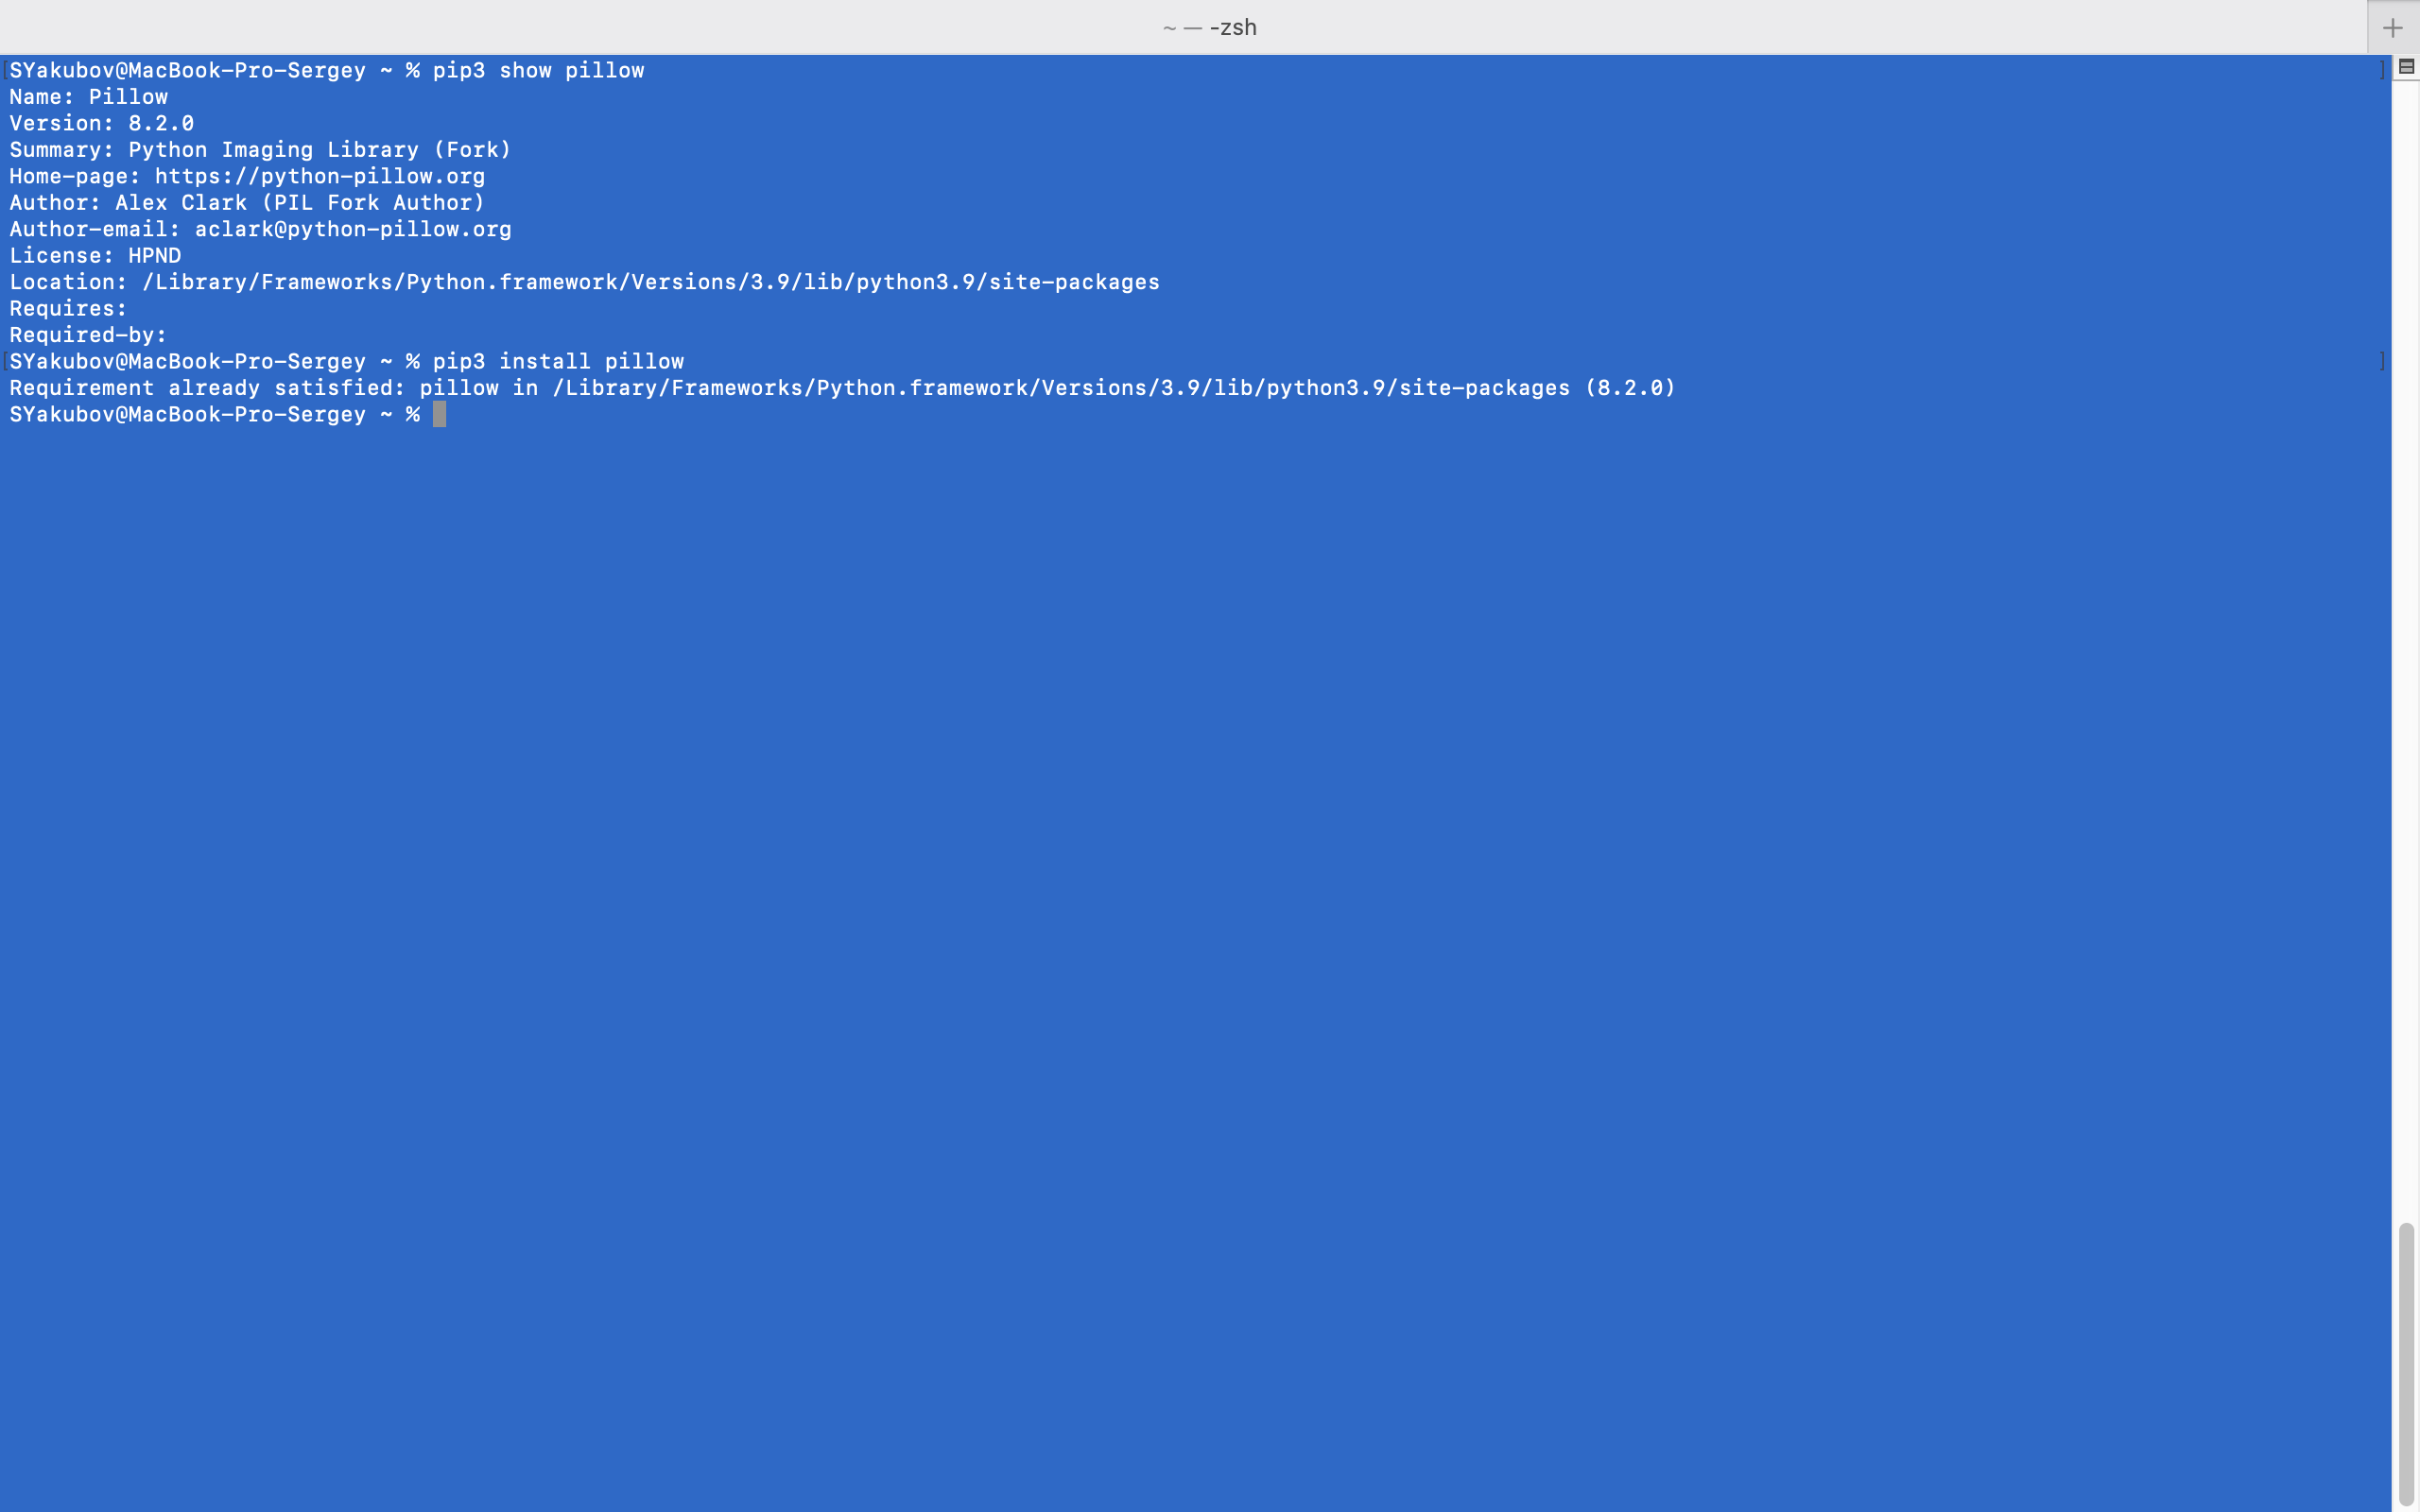 ~ — -zsh
SYakubov@MacBook-Pro-Sergey ~ % pip3 show pillow
Name: Pillow
Version: 8.2.0
Summary: Python Imaging Library (Fork)
Home-page: https://python-pillow.org
Author: Alex Clark (PIL Fork Author)
Author-email: aclark@python-pillow.org
License: HPND
Location: /Library/Frameworks/Python.framework/Versions/3.9/lib/python3.9/site-packages
Requires:
Required-by:
SYakubov@MacBook-Pro-Sergey ~ % pip3 install pillow
Requirement already satisfied: pillow in /Library/Frameworks/Python.framework/Versions/3.9/lib/python3.9/site-packages (8.2.0)
SYakubov@MacBook-Pro-Sergey ~ %